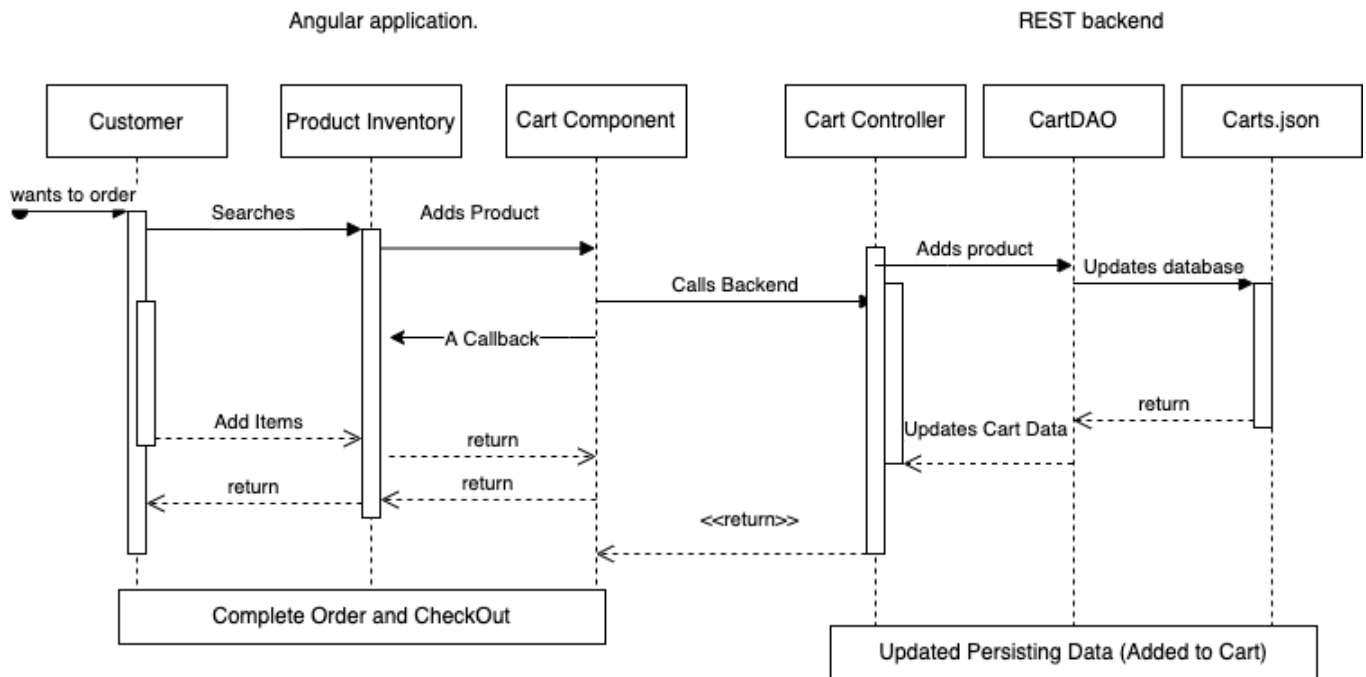 Angular application.
REST backend
Customer
Product Inventory
Cart Component
Cart Controller
CartDAO
Carts.json
wants to order
Searches
Adds Product
Adds product
Updates database
Calls Backend
A Callback
Add Items
return
return
Updates Cart Data
return
return
<<return>>
Complete Order and CheckOut
Updated Persisting Data (Added to Cart)